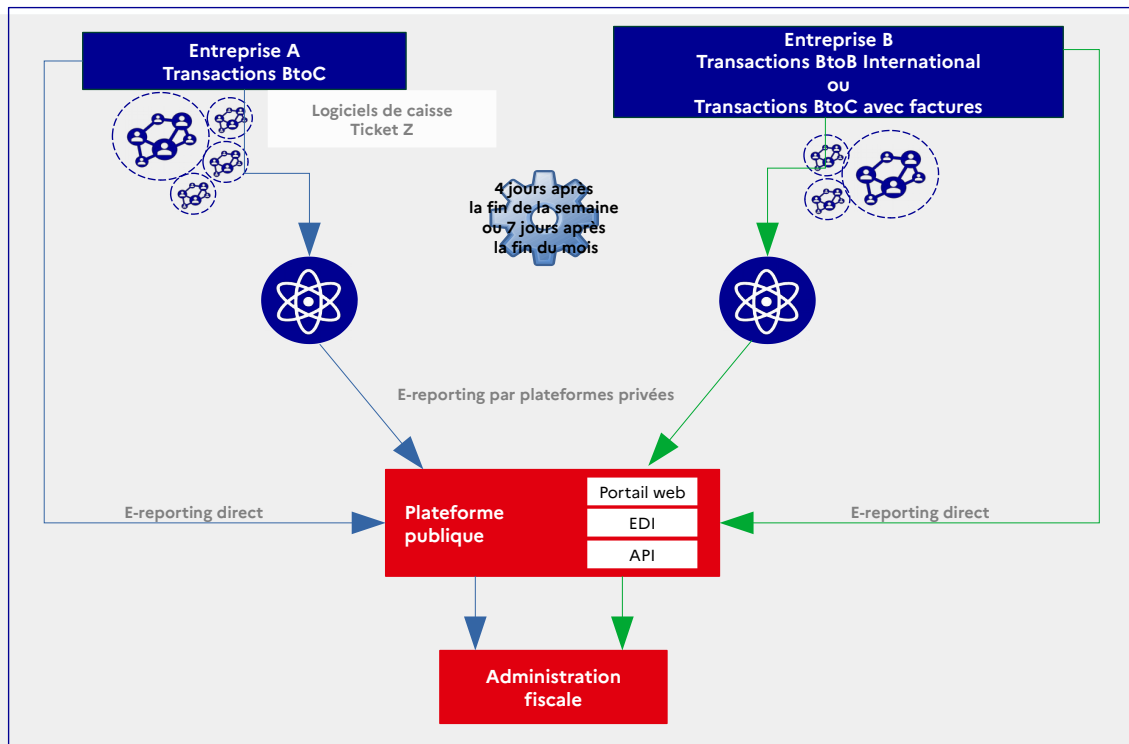 Entreprise A
Transactions BtoC
Entreprise B
Transactions BtoB International
ou
Transactions BtoC avec factures
Logiciels de caisse
Ticket Z
4 jours apres
la fin de la semaine
ou 7 jours après
la fin du mois
E-reporting par plateformes privées
E-reporting direct
Plateforme
publique
Portail web
EDI
API
E-reporting direct
Administration
fiscale